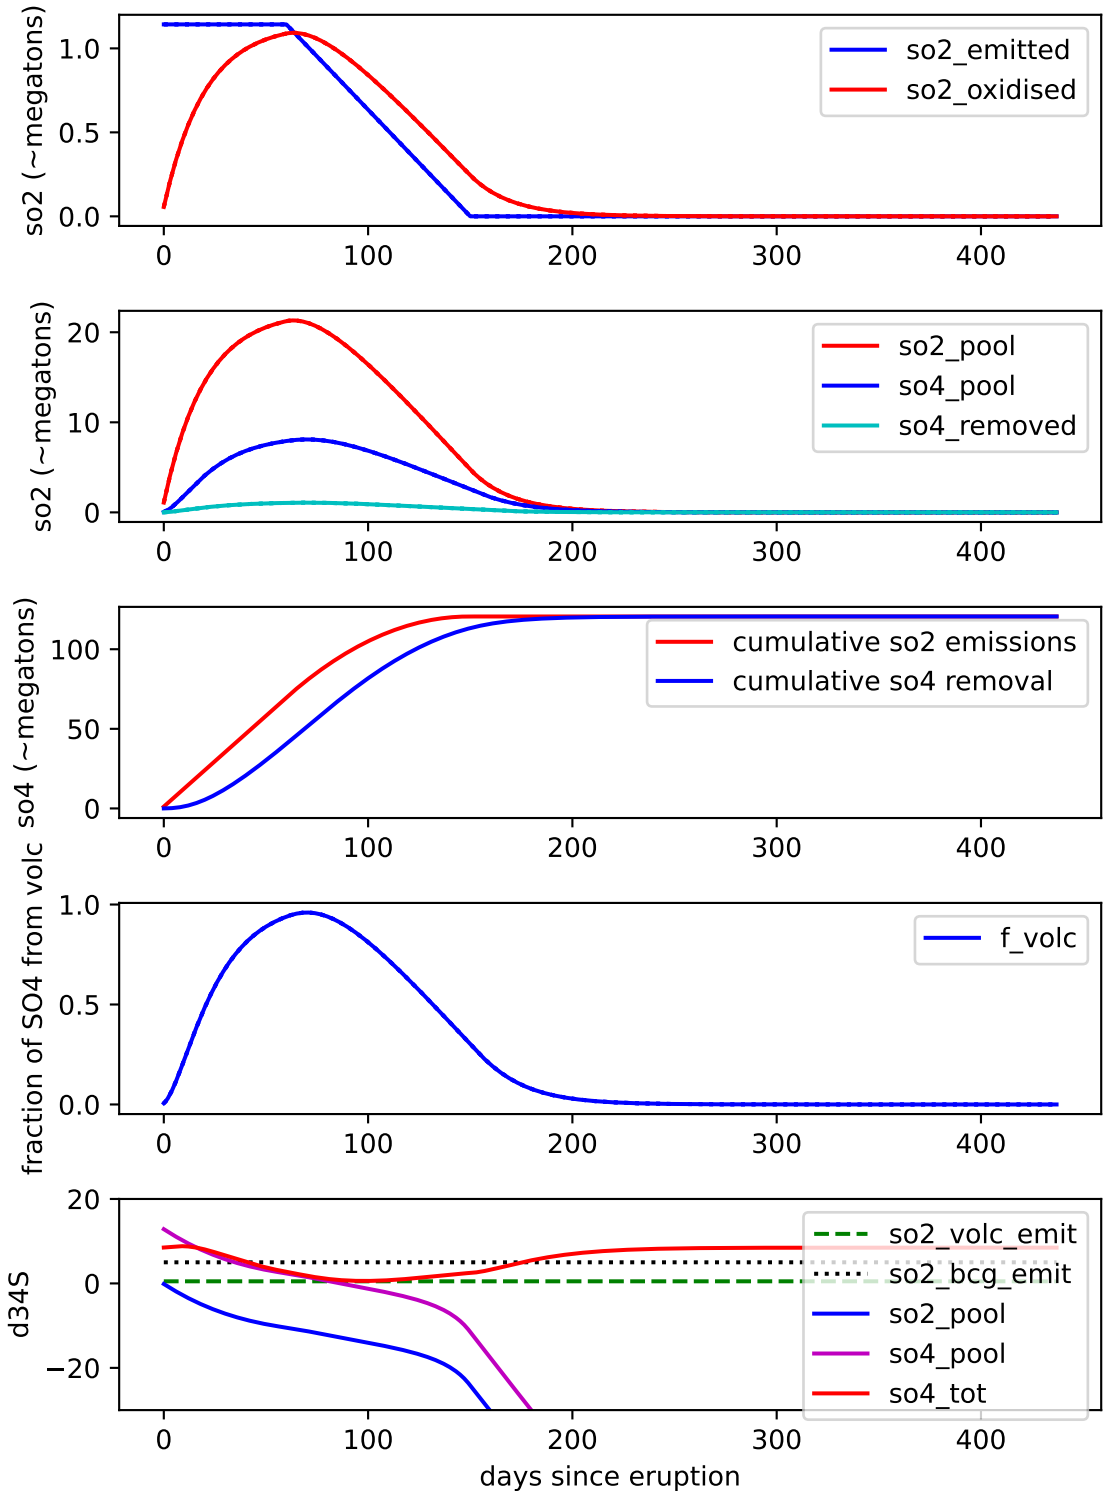 so2 (~megatons)
1.0
0.5
0.0
so2_emitted
so2_oxidised
0 100 200 300 400
so2 (~megatons)
20
10
0
so2_pool
so4_pool
so4_removed
0 100 200 300 400
so4 (~megatons)
100
50
0
cumulative so2 emissions
cumulative so4 removal
0 100 200 300 400
fraction of SO4 from volc
1.0
0.5
0.0
f_volc
0 100 200 300 400
d34S
20
0
−20
so2_volc_emit
so2_bcg_emit
so2_pool
so4_pool
so4_tot
0 100 200 300 400
days since eruption